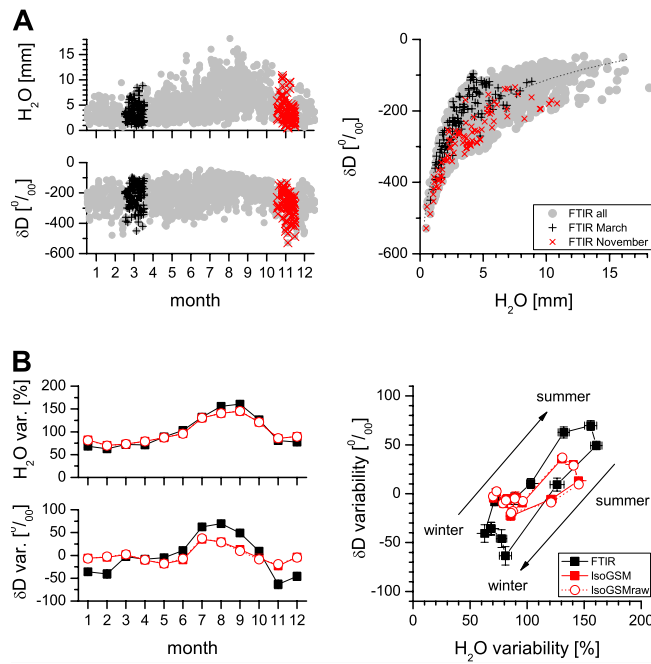 A
H₂O [mm]
15
10
5
0
δD [⁰/₀₀]
0
-200
-400
-600
1 2 3 4 5 6 7 8 9 10 11 12
month
δD [⁰/₀₀]
0
-200
-400
-600
0 5 10 15
H₂O [mm]
FTIR all
FTIR March
FTIR November
B
H₂O var. [%]
200
150
100
50
0
δD var. [⁰/₀₀]
100
50
0
-50
-100
1 2 3 4 5 6 7 8 9 10 11 12
month
δD variability [⁰/₀₀]
100
50
0
-50
-100
0 50 100 150 200
H₂O variability [%]
summer
summer
winter
winter
FTIR
IsoGSM
IsoGSMraw